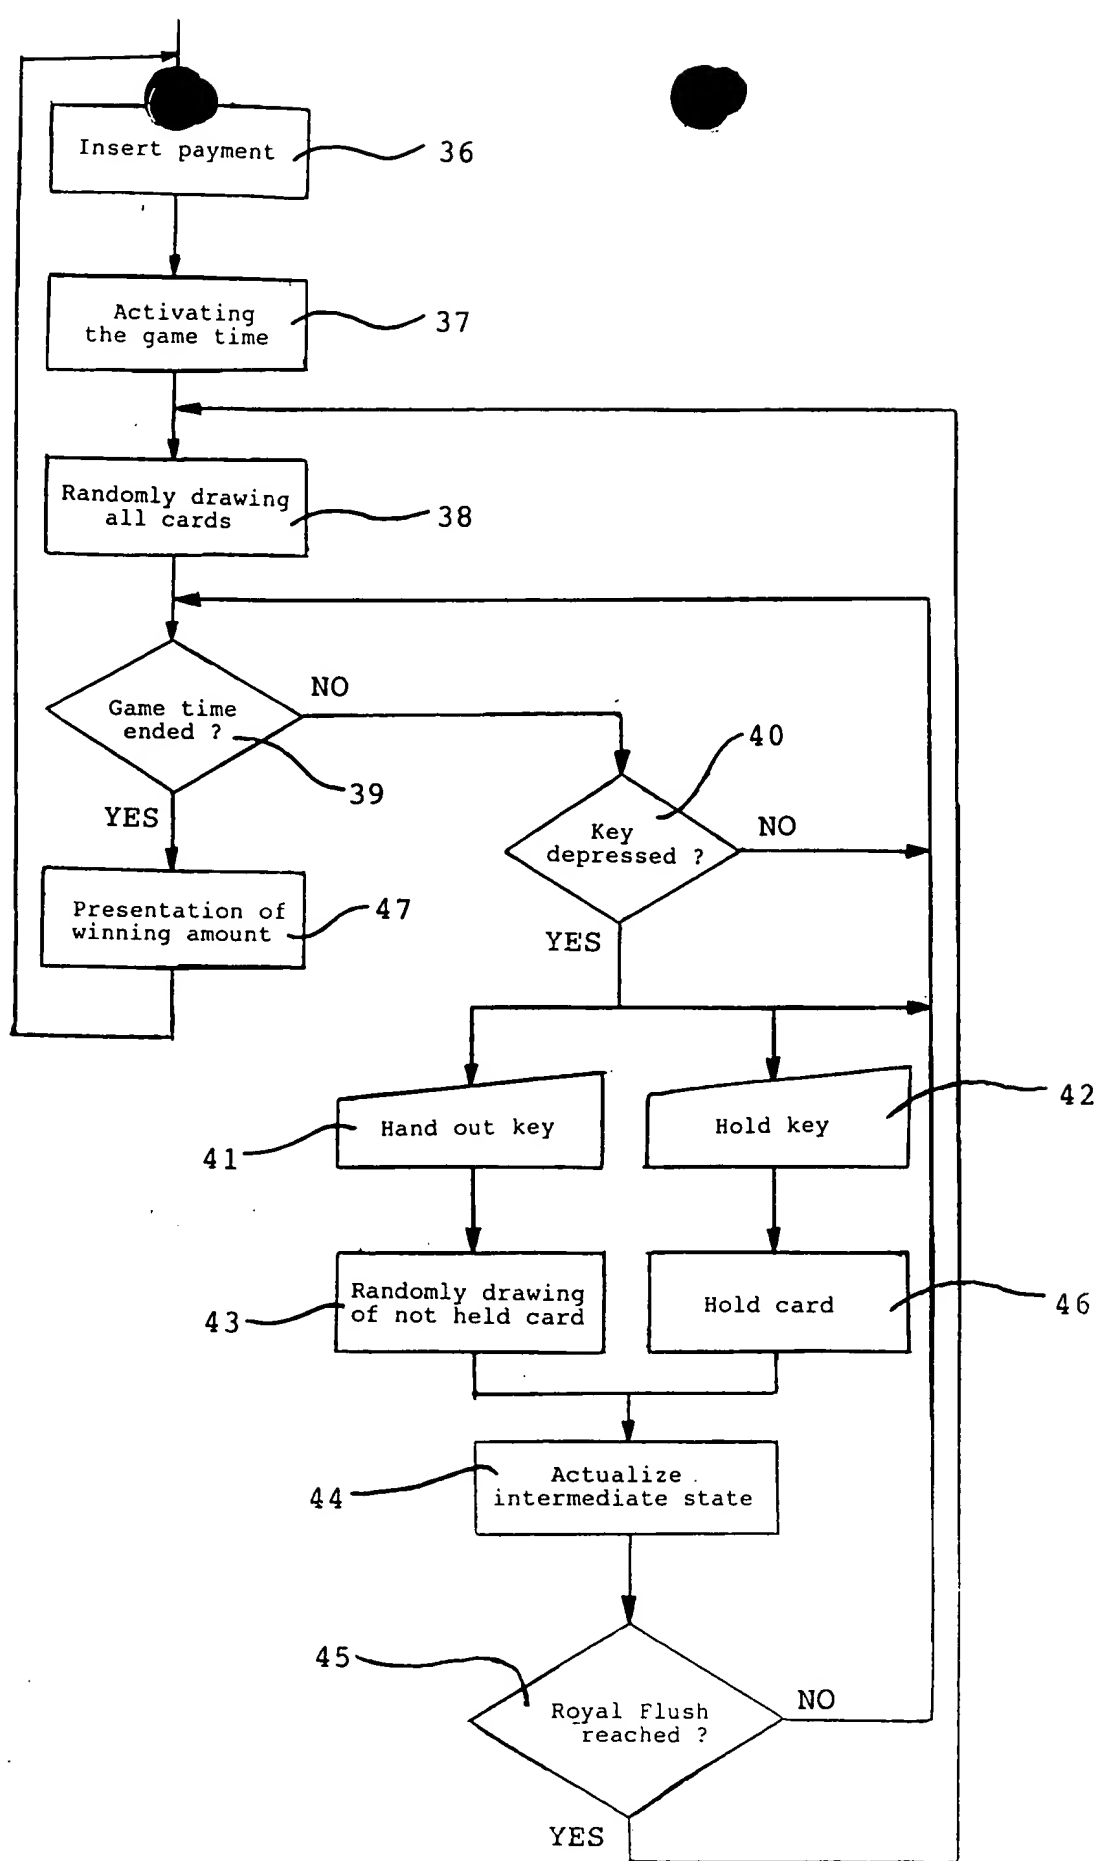 Insert payment
36
Activating
the game time
37
Randomly drawing
all cards
38
Game time
ended ?
39
NO
YES
Key
depressed ?
40
NO
YES
Presentation of
winning amount
47
Hand out key
41
Hold key
42
Randomly drawing
of not held card
43
Hold card
46
Actualize
intermediate state
44
Royal Flush
reached ?
45
NO
YES